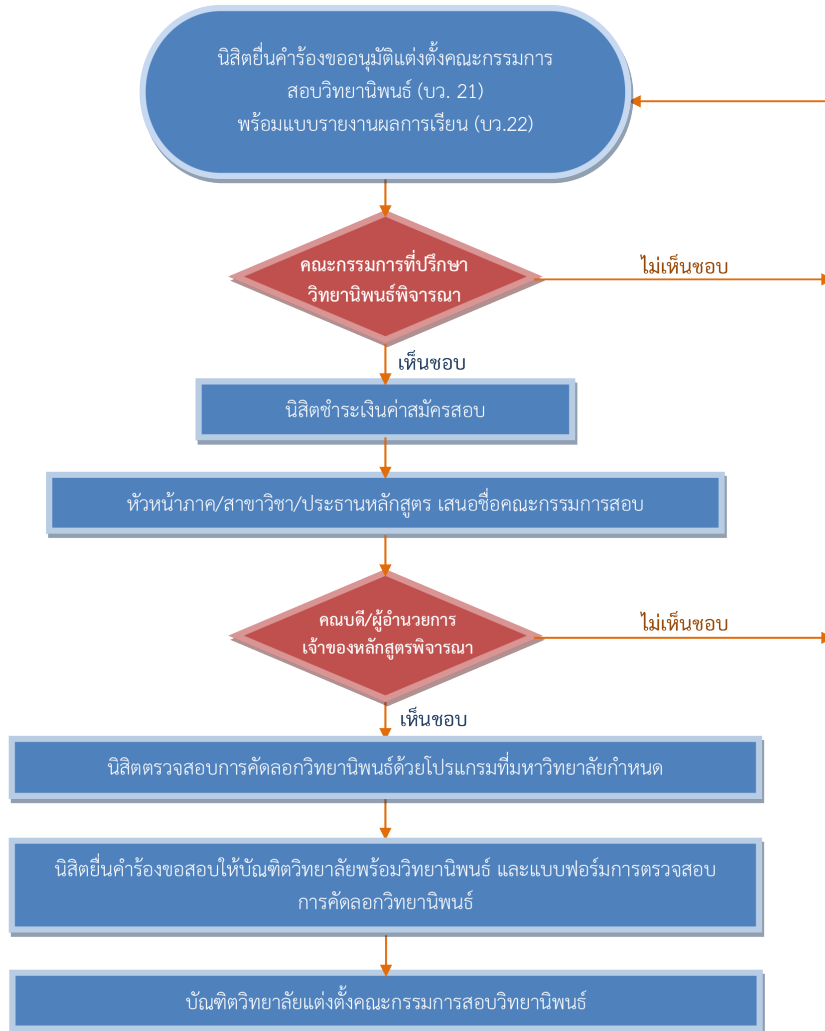 นิสิตยื่นคำร้องขออนุมัติแต่งตั้งคณะกรรมการ
สอบวิทยานิพนธ์ (บว. 21)
พร้อมแบบรายงานผลการเรียน (บว.22)
คณะกรรมการที่ปรึกษา
วิทยานิพนธ์พิจารณา
ไม่เห็นชอบ
เห็นชอบ
นิสิตชำระเงินค่าสมัครสอบ
หัวหน้าภาค/สาขาวิชา/ประธานหลักสูตร เสนอชื่อคณะกรรมการสอบ
คณบดี/ผู้อำนวยการ
เจ้าของหลักสูตรพิจารณา
ไม่เห็นชอบ
เห็นชอบ
นิสิตตรวจสอบการคัดลอกวิทยานิพนธ์ด้วยโปรแกรมที่มหาวิทยาลัยกำหนด
นิสิตยื่นคำร้องขอสอบให้บัณฑิตวิทยาลัยพร้อมวิทยานิพนธ์ และแบบฟอร์มการตรวจสอบ
การคัดลอกวิทยานิพนธ์
บัณฑิตวิทยาลัยแต่งตั้งคณะกรรมการสอบวิทยานิพนธ์